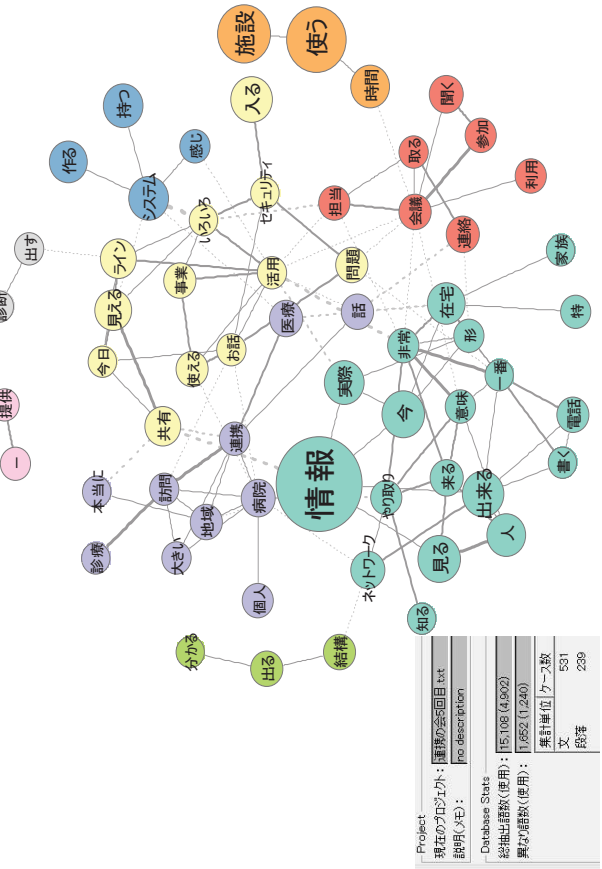 施設
使う
時間
入る
持つ
作る
感じ
システム
いろいろ
セキュリティ
担当
取る
聞く
参加
利用
会議
連絡
出す
診断
ライン
見える
事業
活用
問題
今日
使える
お話
医療
話
在宅
家族
特
形
非常
一番
共有
連携
実際
今
意味
電話
書く
提供
ー
本当に
訪問
地域
病院
情報
やり取り
来る
出来る
人
見る
診療
大きい
個人
ネットワーク
知る
分かる
出る
結構
Project
現在のプロジェクト: 連携の会5回目.txt
説明(メモ): no description
Database Stats
総抽出語数(使用): 15,108 (4,902)
異なり語数(使用): 1,652 (1,240)
集計単位 ケース数
文 531
段落 239